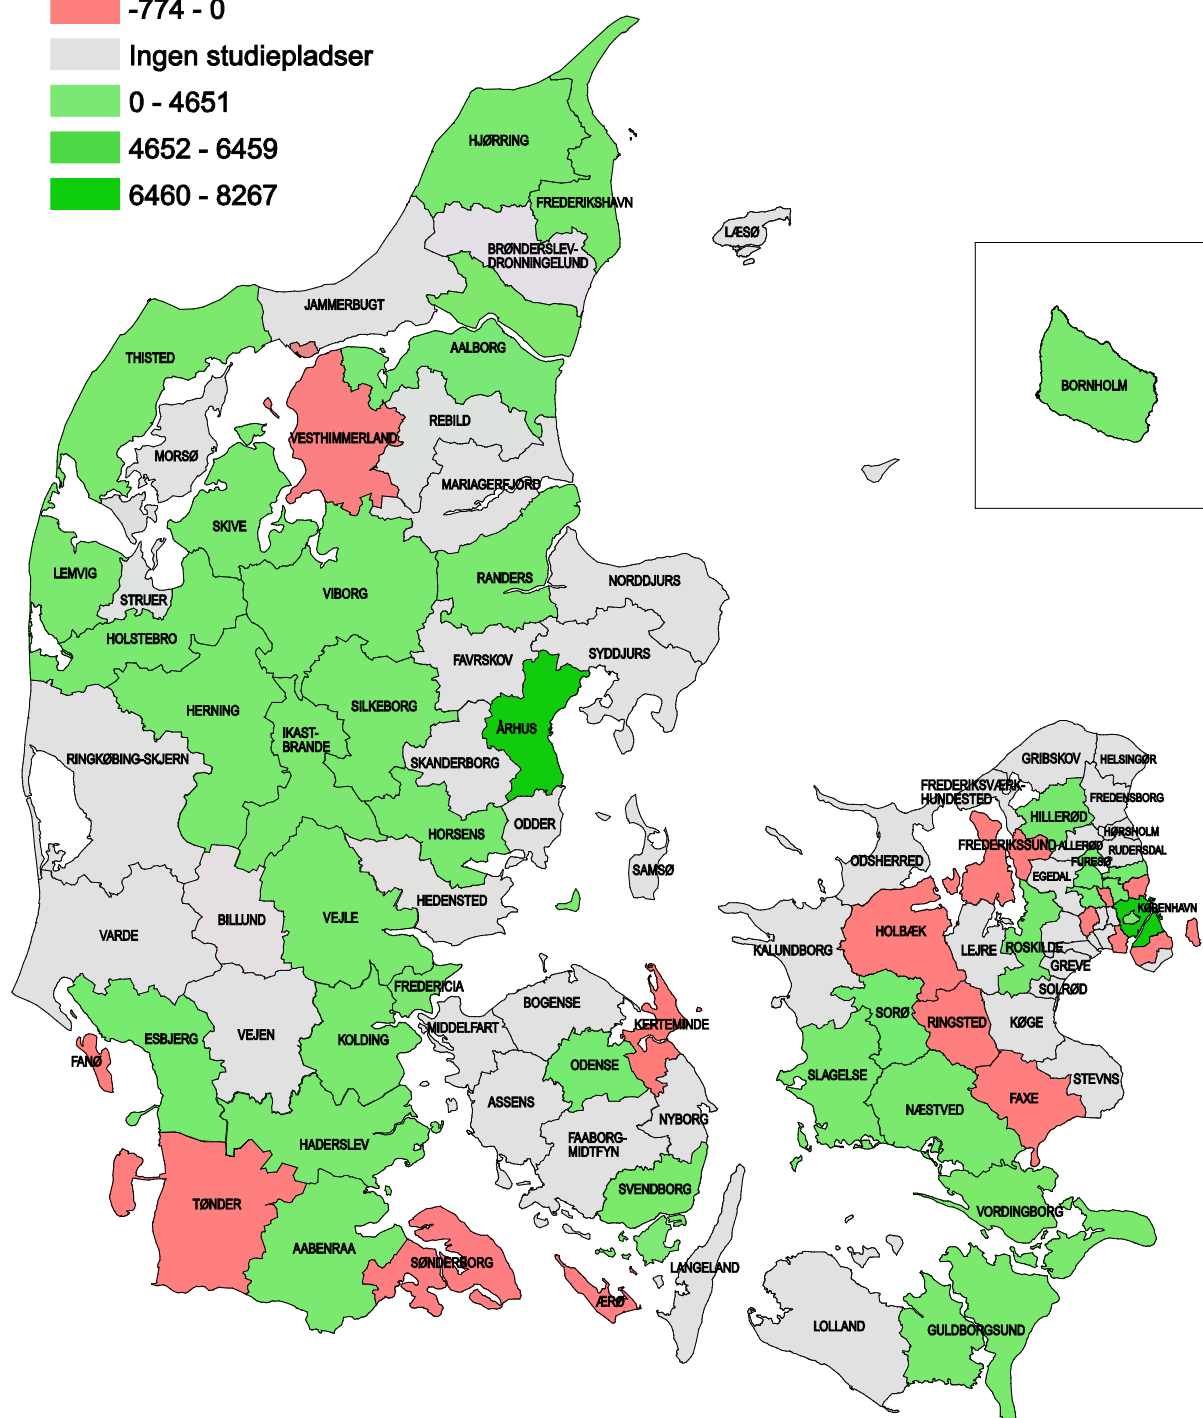 -774 - 0
Ingen studiepladser
0 - 4651
4652 - 6459
6460 - 8267
HJØRRING
FREDERIKSHAVN
LÆSØ
BRØNDERSLEV-
DRONNINGELUND
JAMMERBUGT
THISTED
AALBORG
BORNHOLM
REBILD
VESTHIMMERLAND
MORSØ
MARIAGERFJORD
SKIVE
LEMVIG
STRUER
VIBORG
RANDERS
NORDDJURS
HOLSTEBRO
FAVRSKOV
SYDDJURS
HERNING
SILKEBORG
IKAST-
BRANDE
ÅRHUS
RINGKØBING-SKJERN
SKANDERBORG
GRIBSKOV
HELSINGØR
FREDERIKSVÆRK-
HUNDESTED
FREDENSBORG
HILLERØD
HORSENS
ODDER
HØRSHOLM
FREDERIKSSUND
ALLERØD
RUDERSDAL
ODSHERRED
FURESØ
SAMSØ
EGEDAL
HEDENSTED
BILLUND
VEJLE
KØBENHAVN
VARDE
HOLBÆK
KALUNDBORG
LEJRE
ROSKILDE
GREVE
FREDERICIA
SOLRØD
BOGENSE
SORØ
RINGSTED
KØGE
MIDDELFART
KERTEMINDE
ESBJERG
VEJEN
KOLDING
FANØ
ODENSE
SLAGELSE
STEVNS
ASSENS
FAXE
NÆSTVED
NYBORG
HADERSLEV
FAABORG-
MIDTFYN
SVENDBORG
TØNDER
VORDINGBORG
AABENRAA
SØNDERBORG
LANGELAND
ÆRØ
LOLLAND
GULDBORGSUND